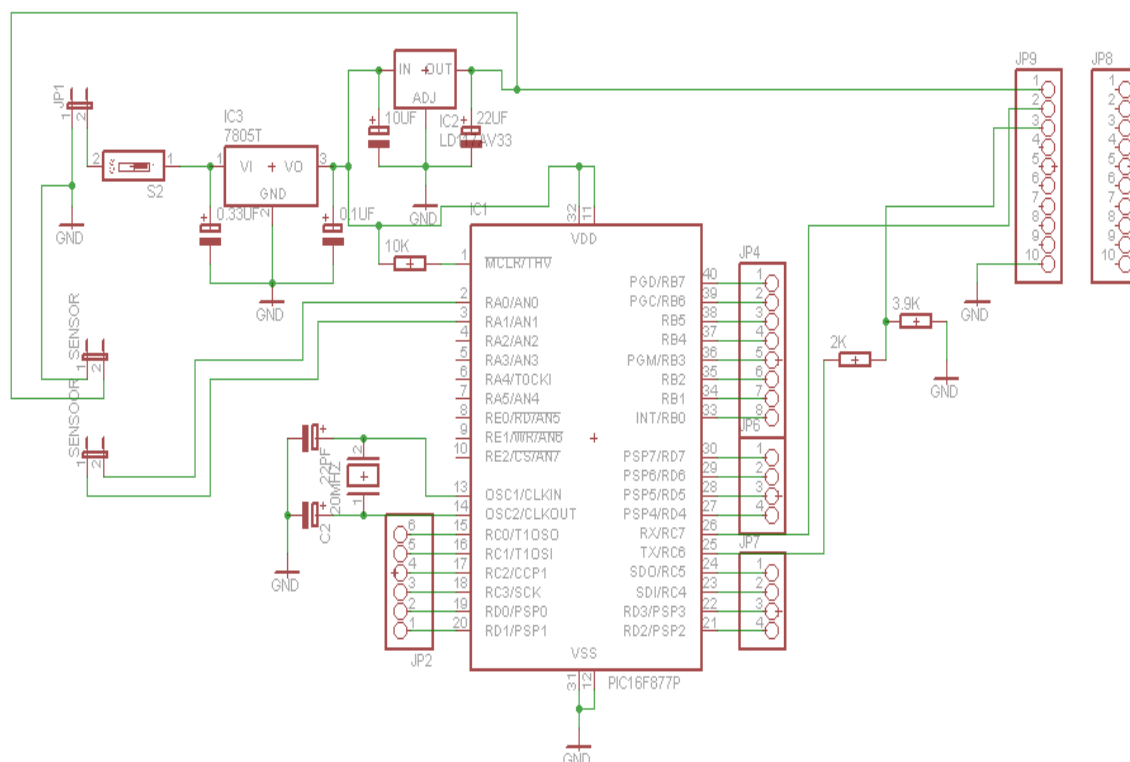 JP1
1
2
2
1
S2
IC3
7805T
1
VI
VO
3
GND
2
0.33UF
0.1UF
GND
GND
IN
OUT
ADJ
10UF
IC2
22UF
LD117AV33
GND
10K
IC1
32
11
VDD
1 MCLR/THV
2 RA0/AN0
3 RA1/AN1
4 RA2/AN2
5 RA3/AN3
6 RA4/T0CKI
7 RA5/AN4
8 RE0/RD/AN5
9 RE1/WR/AN6
10 RE2/CS/AN7
13 OSC1/CLKIN
14 OSC2/CLKOUT
15 RC0/T1OSO
16 RC1/T1OSI
17 RC2/CCP1
18 RC3/SCK
19 RD0/PSP0
20 RD1/PSP1
PGD/RB7 40
PGC/RB6 39
RB5 38
RB4 37
PGM/RB3 36
RB2 35
RB1 34
INT/RB0 33
PSP7/RD7 30
PSP6/RD6 29
PSP5/RD5 28
PSP4/RD4 27
RX/RC7 26
TX/RC6 25
SDO/RC5 24
SDI/RC4 23
RD3/PSP3 22
RD2/PSP2 21
VSS
31
12
PIC16F877P
GND
SENSOR
1
2
SENSOOR
1
2
22PF
20MHZ
2
1
C2
GND
6
5
4
3
2
1
JP2
JP4
1
2
3
4
5
6
7
8
JP6
1
2
3
4
JP7
1
2
3
4
2K
3.9K
GND
GND
JP9
1
2
3
4
5
6
7
8
9
10
JP8
1
2
3
4
5
6
7
8
9
10